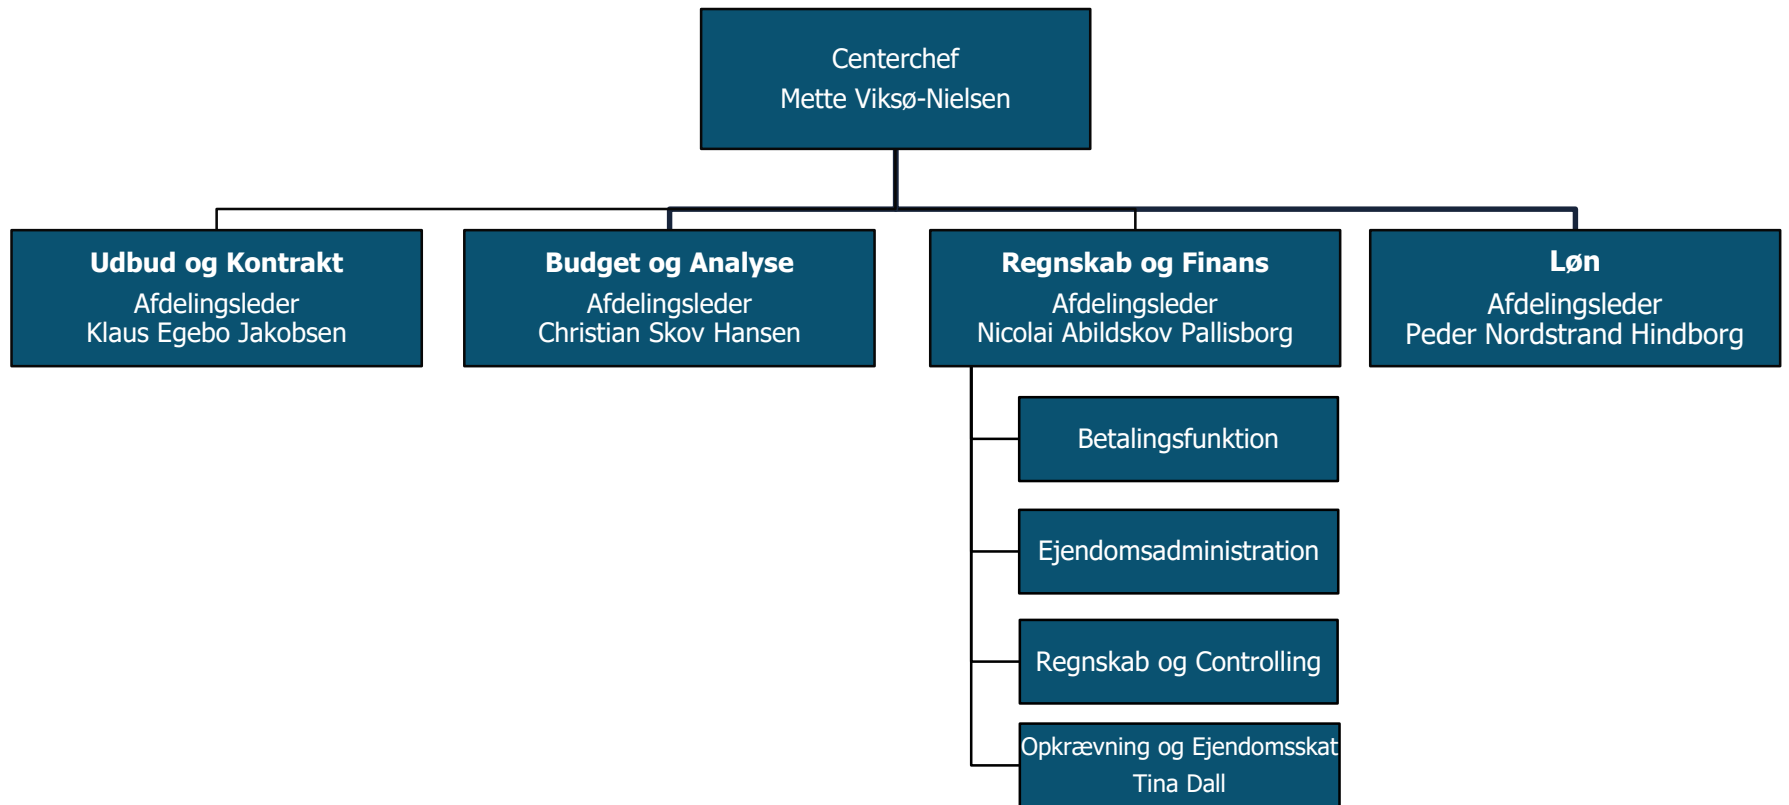 Centerchef
Mette Viksø-Nielsen
Udbud og Kontrakt
Afdelingsleder
Klaus Egebo Jakobsen
Budget og Analyse
Afdelingsleder
Christian Skov Hansen
Regnskab og Finans
Afdelingsleder
Nicolai Abildskov Pallisborg
Løn
Afdelingsleder
Peder Nordstrand Hindborg
Betalingsfunktion
Ejendomsadministration
Regnskab og Controlling
Opkrævning og Ejendomsskat
Tina Dall